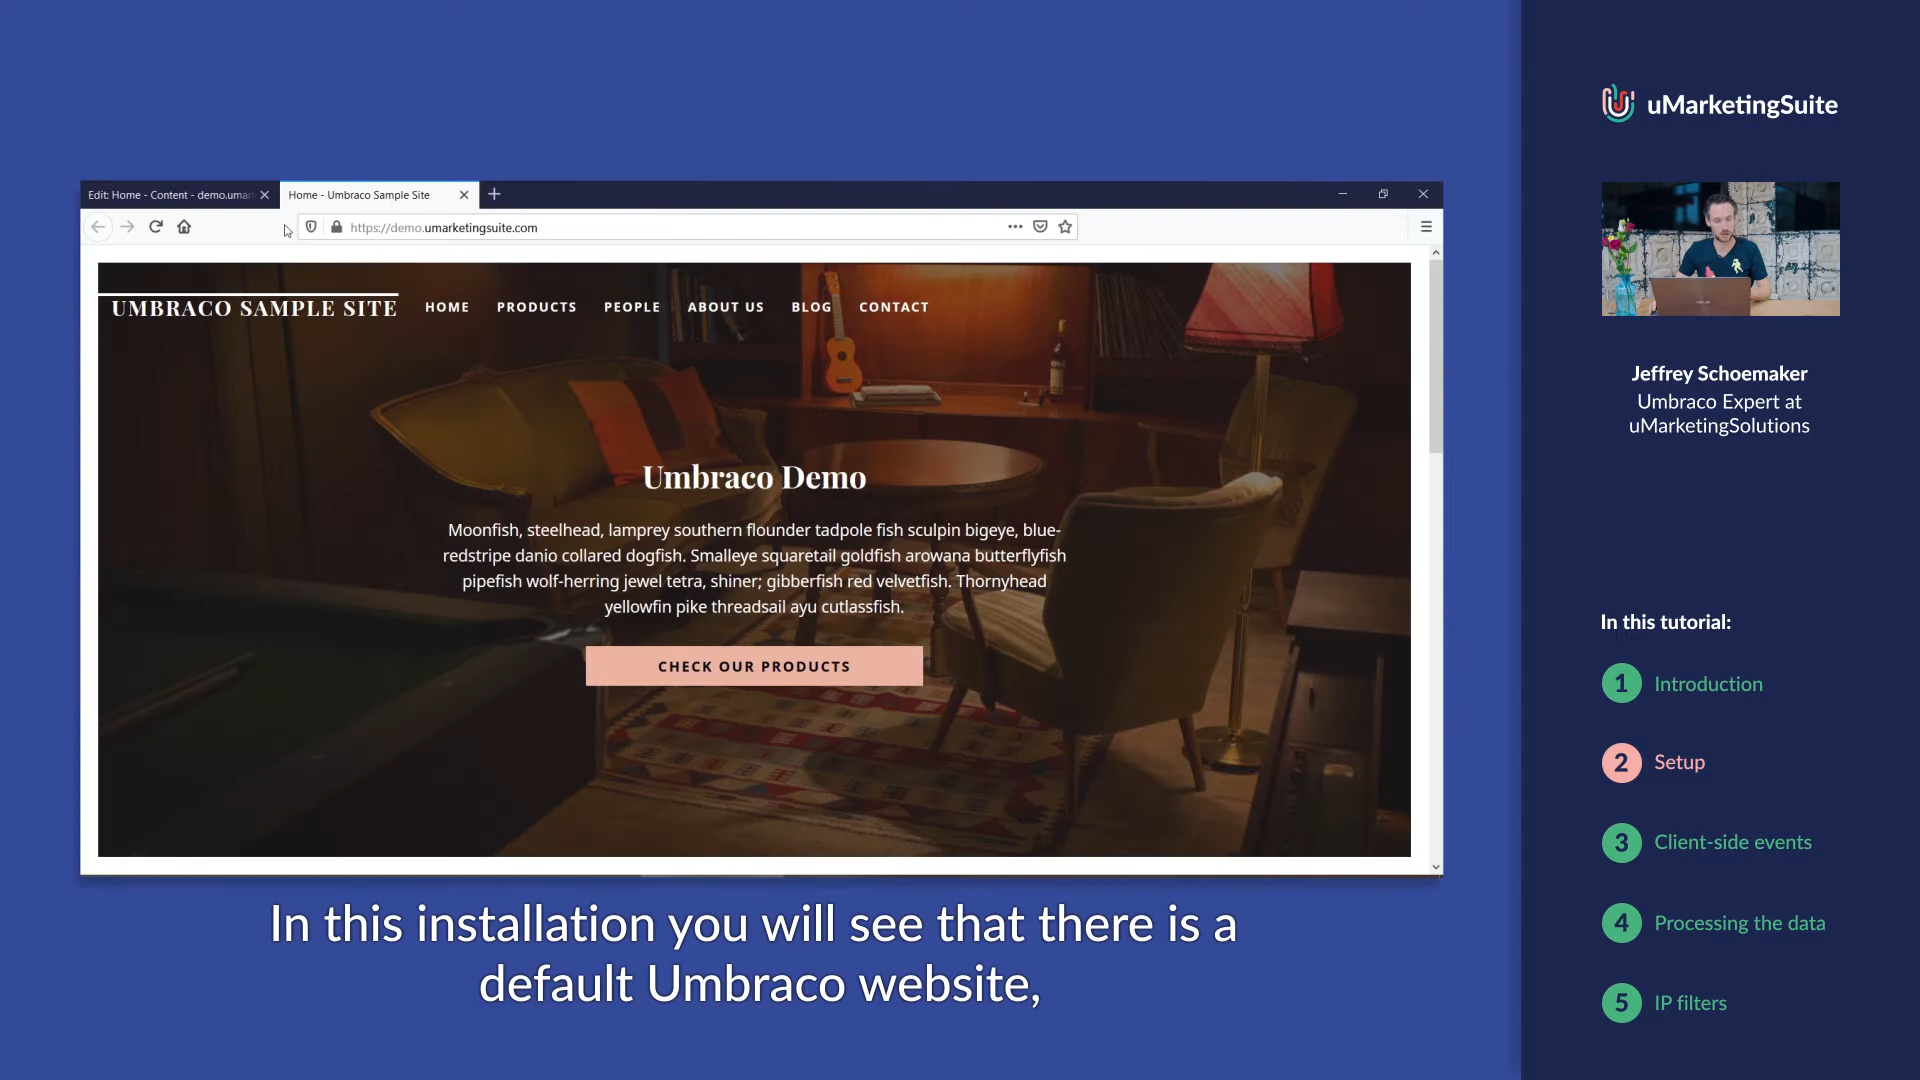 Edit: Home - Content - demo.umar
Home - Umbraco Sample Site
https://demo.umarketingsuite.com
UMBRACO SAMPLE SITE
HOME
PRODUCTS
PEOPLE
ABOUT US
BLOG
CONTACT
Umbraco Demo
Moonfish, steelhead, lamprey southern flounder tadpole fish sculpin bigeye, blue-
redstripe danio collared dogfish. Smalleye squaretail goldfish arowana butterflyfish
pipefish wolf-herring jewel tetra, shiner; gibberfish red velvetfish. Thornyhead
yellowfin pike threadsail ayu cutlassfish.
CHECK OUR PRODUCTS
In this installation you will see that there is a
default Umbraco website,
uMarketingSuite
Jeffrey Schoemaker
Umbraco Expert at
uMarketingSolutions
In this tutorial:
1 Introduction
2 Setup
3 Client-side events
4 Processing the data
5 IP filters